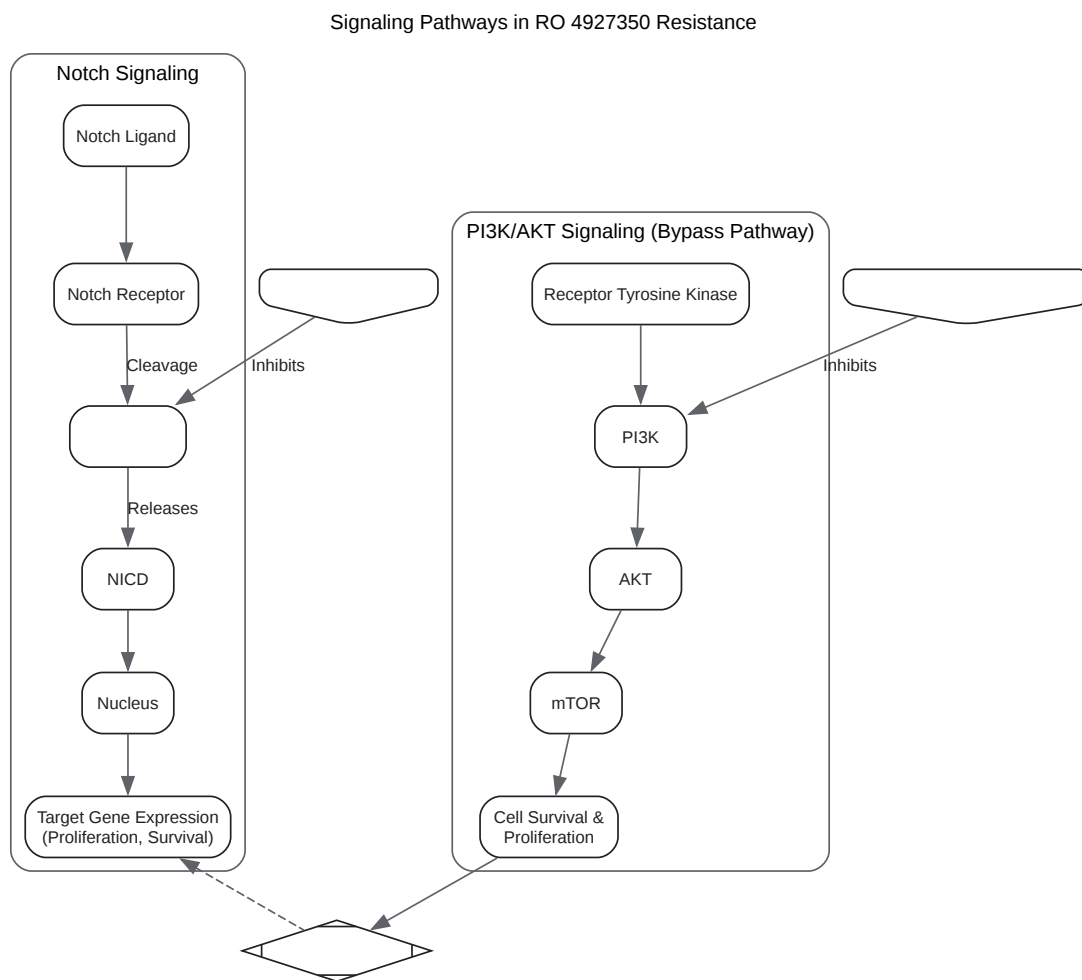 Signaling Pathways in RO 4927350 Resistance
Notch Signaling
Notch Ligand
Notch Receptor
Cleavage
Inhibits
Releases
NICD
Nucleus
Target Gene Expression
(Proliferation, Survival)
PI3K/AKT Signaling (Bypass Pathway)
Receptor Tyrosine Kinase
Inhibits
PI3K
AKT
mTOR
Cell Survival &
Proliferation